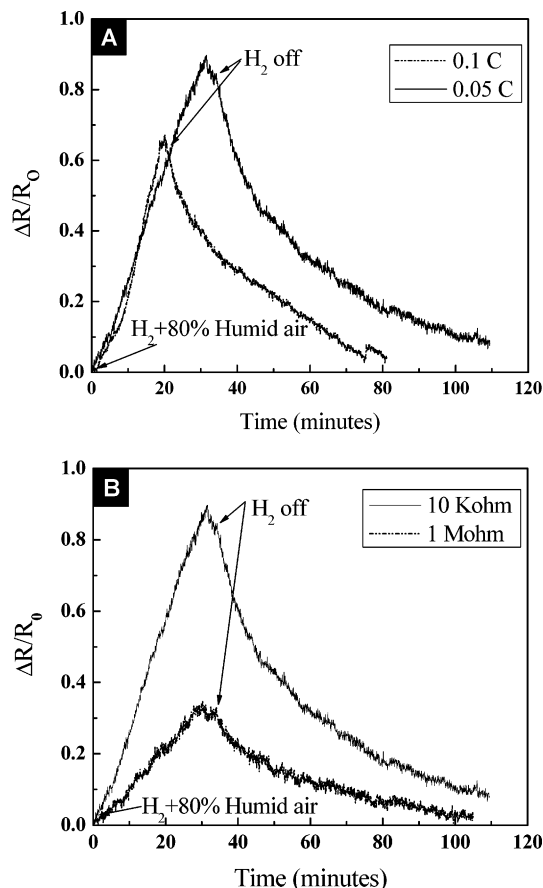 A
H2 off
0.1 C
0.05 C
ΔR/RO
1.0
0.8
0.6
0.4
0.2
0.0
H2+80% Humid air
0 20 40 60 80 100 120
Time (minutes)
B
H2 off
10 Kohm
1 Mohm
ΔR/R0
1.0
0.8
0.6
0.4
0.2
0.0
H2+80% Humid air
0 20 40 60 80 100 120
Time (minutes)